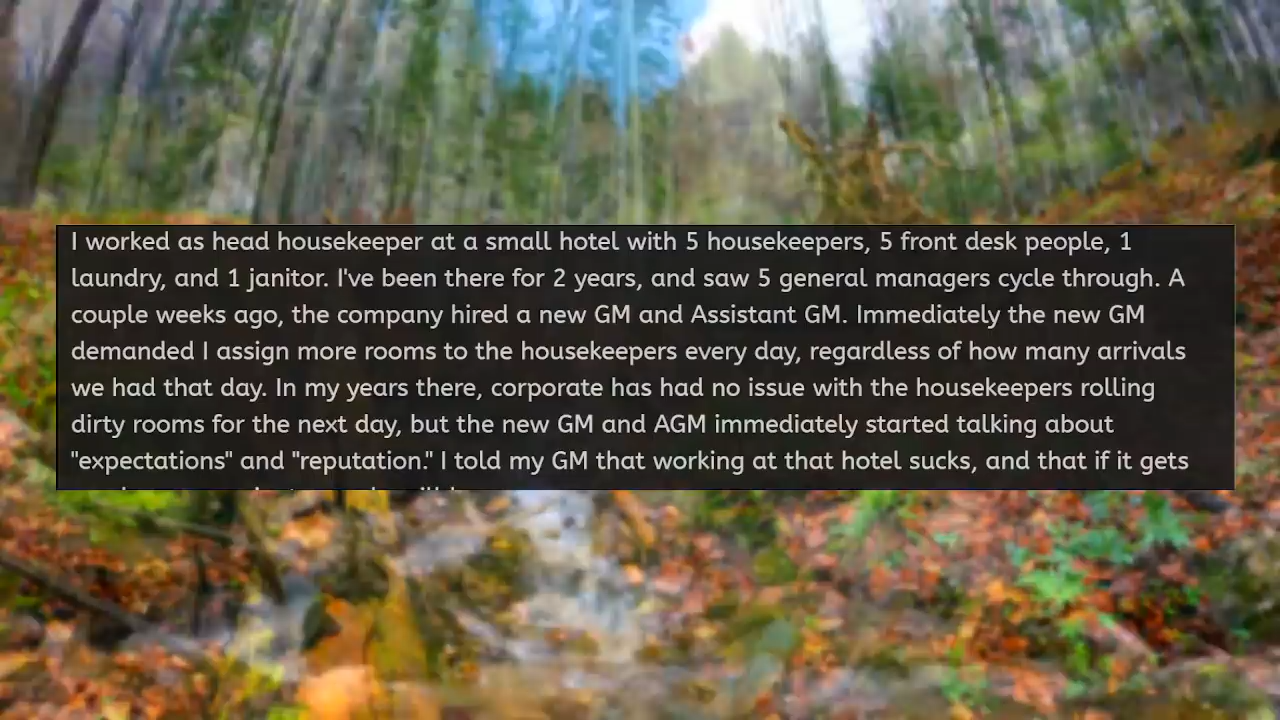 I worked as head housekeeper at a small hotel with 5 housekeepers, 5 front desk people, 1
laundry, and 1 janitor. I've been there for 2 years, and saw 5 general managers cycle through. A
couple weeks ago, the company hired a new GM and Assistant GM. Immediately the new GM
demanded I assign more rooms to the housekeepers every day, regardless of how many arrivals
we had that day. In my years there, corporate has had no issue with the housekeepers rolling
dirty rooms for the next day, but the new GM and AGM immediately started talking about
"expectations" and "reputation." I told my GM that working at that hotel sucks, and that if it gets